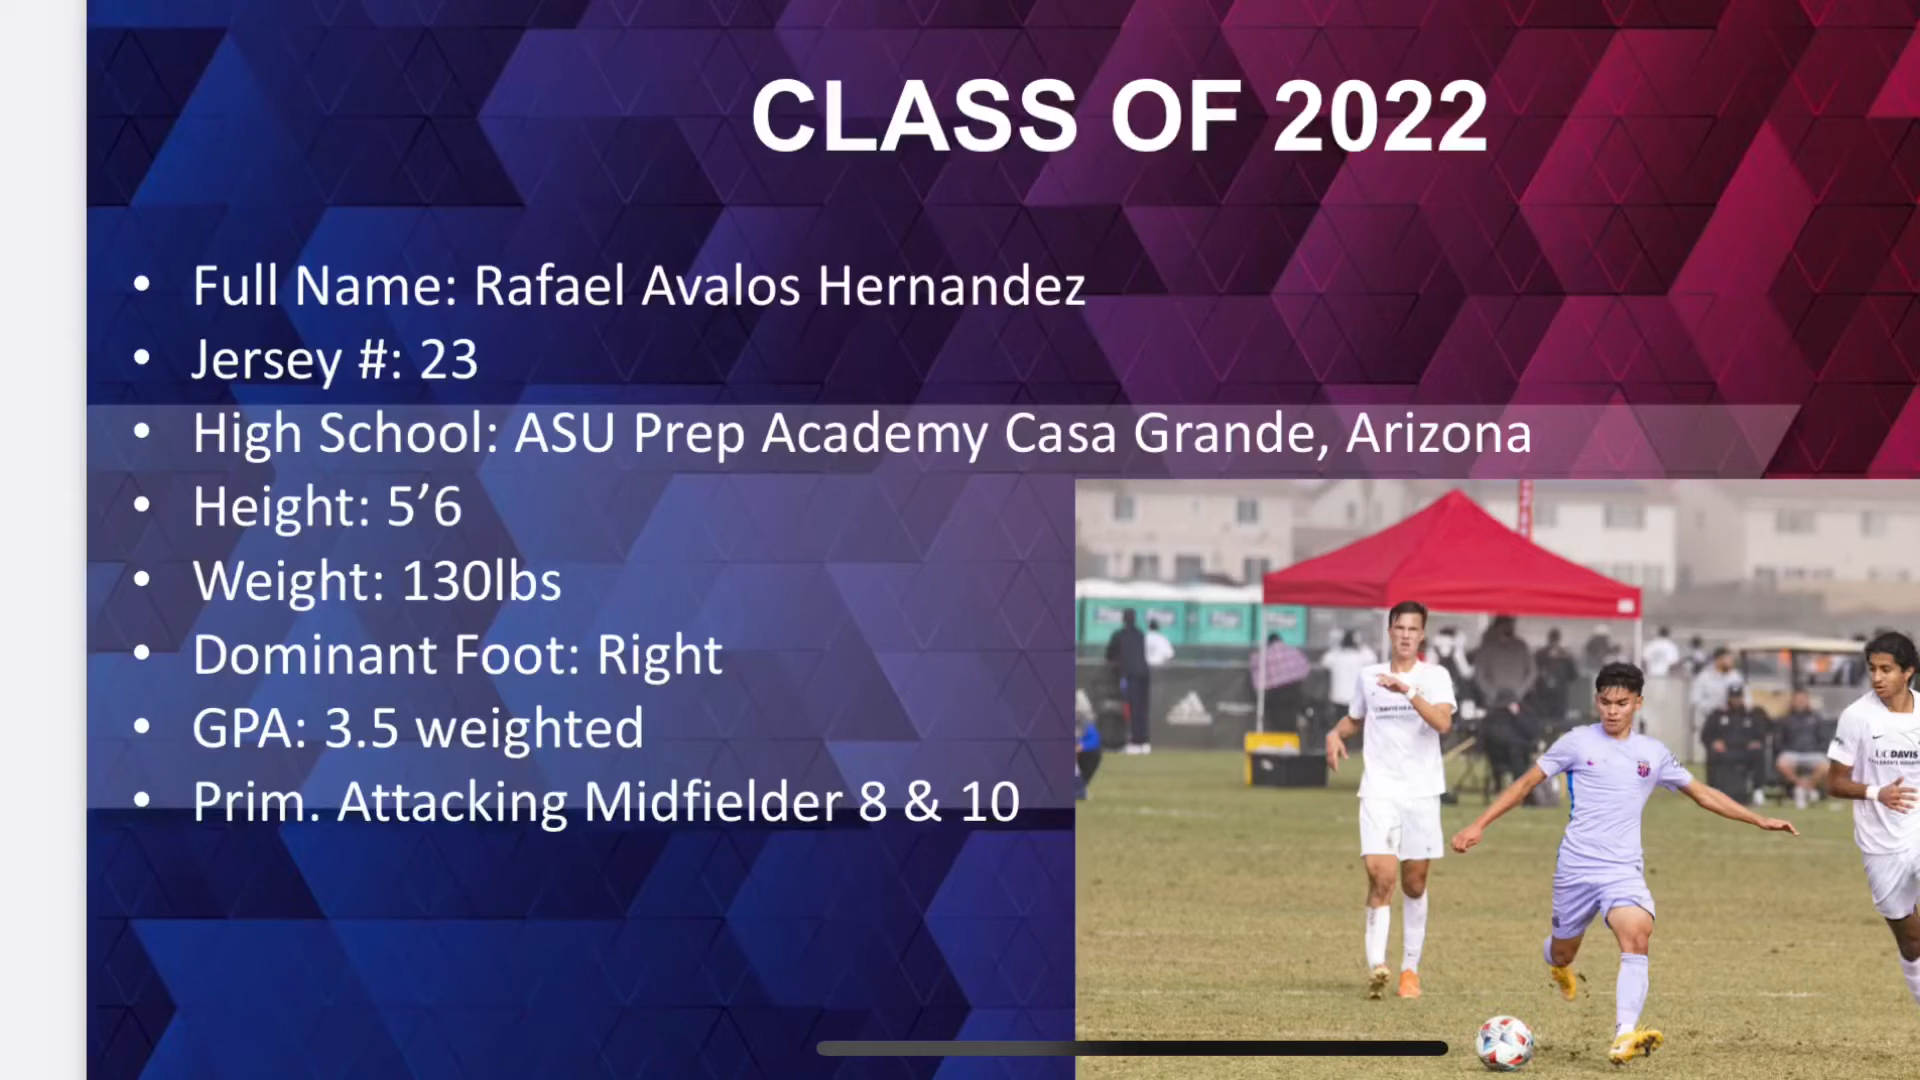 CLASS OF 2022
• Full Name: Rafael Avalos Hernandez
• Jersey #: 23
• High School: ASU Prep Academy Casa Grande, Arizona
• Height: 5’6
• Weight: 130lbs
• Dominant Foot: Right
• GPA: 3.5 weighted
• Prim. Attacking Midfielder 8 & 10
UC DAVIS